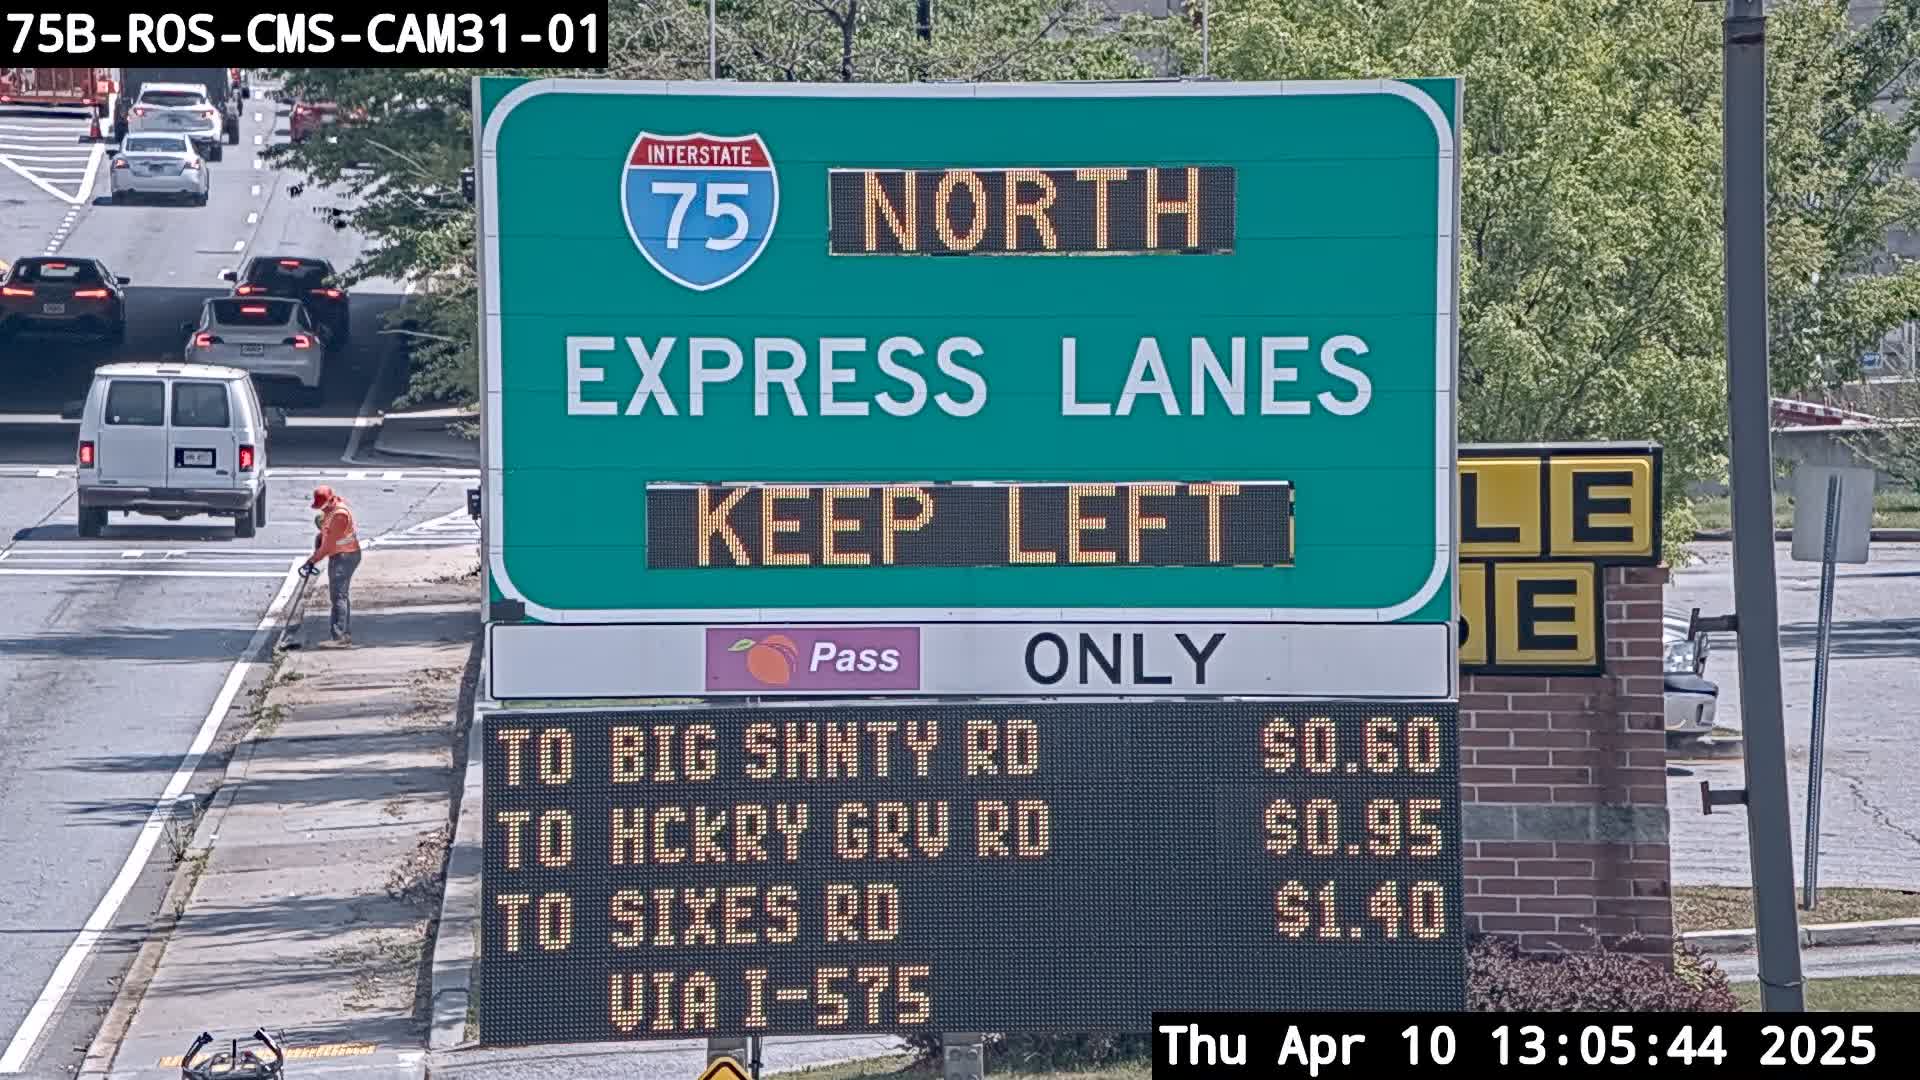 75B-ROS-CMS-CAM31-01
INTERSTATE
75
NORTH
EXPRESS LANES
KEEP LEFT
Pass ONLY
TO BIG SHNTY RD $0.60
TO HCKRY GRV RD $0.95
TO SIXES RD $1.40
VIA I-575
LE
E
Thu Apr 10 13:05:44 2025